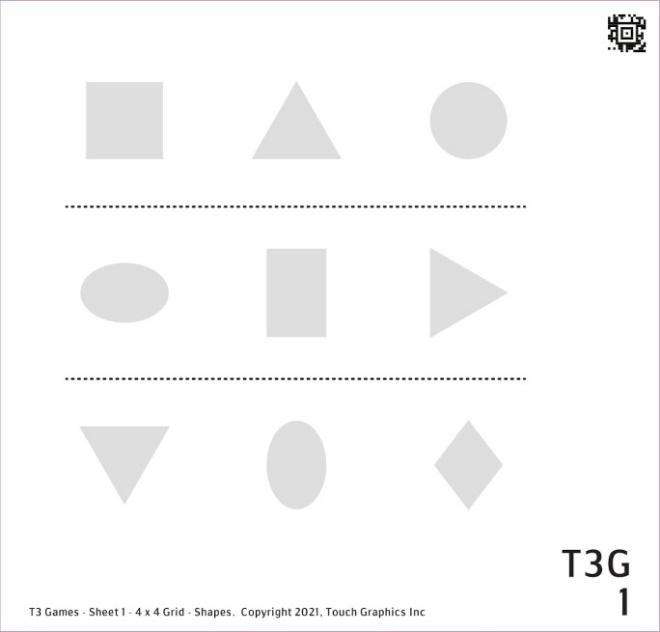 T3G
1
T3 Games - Sheet 1 - 4 x 4 Grid - Shapes. Copyright 2021, Touch Graphics Inc